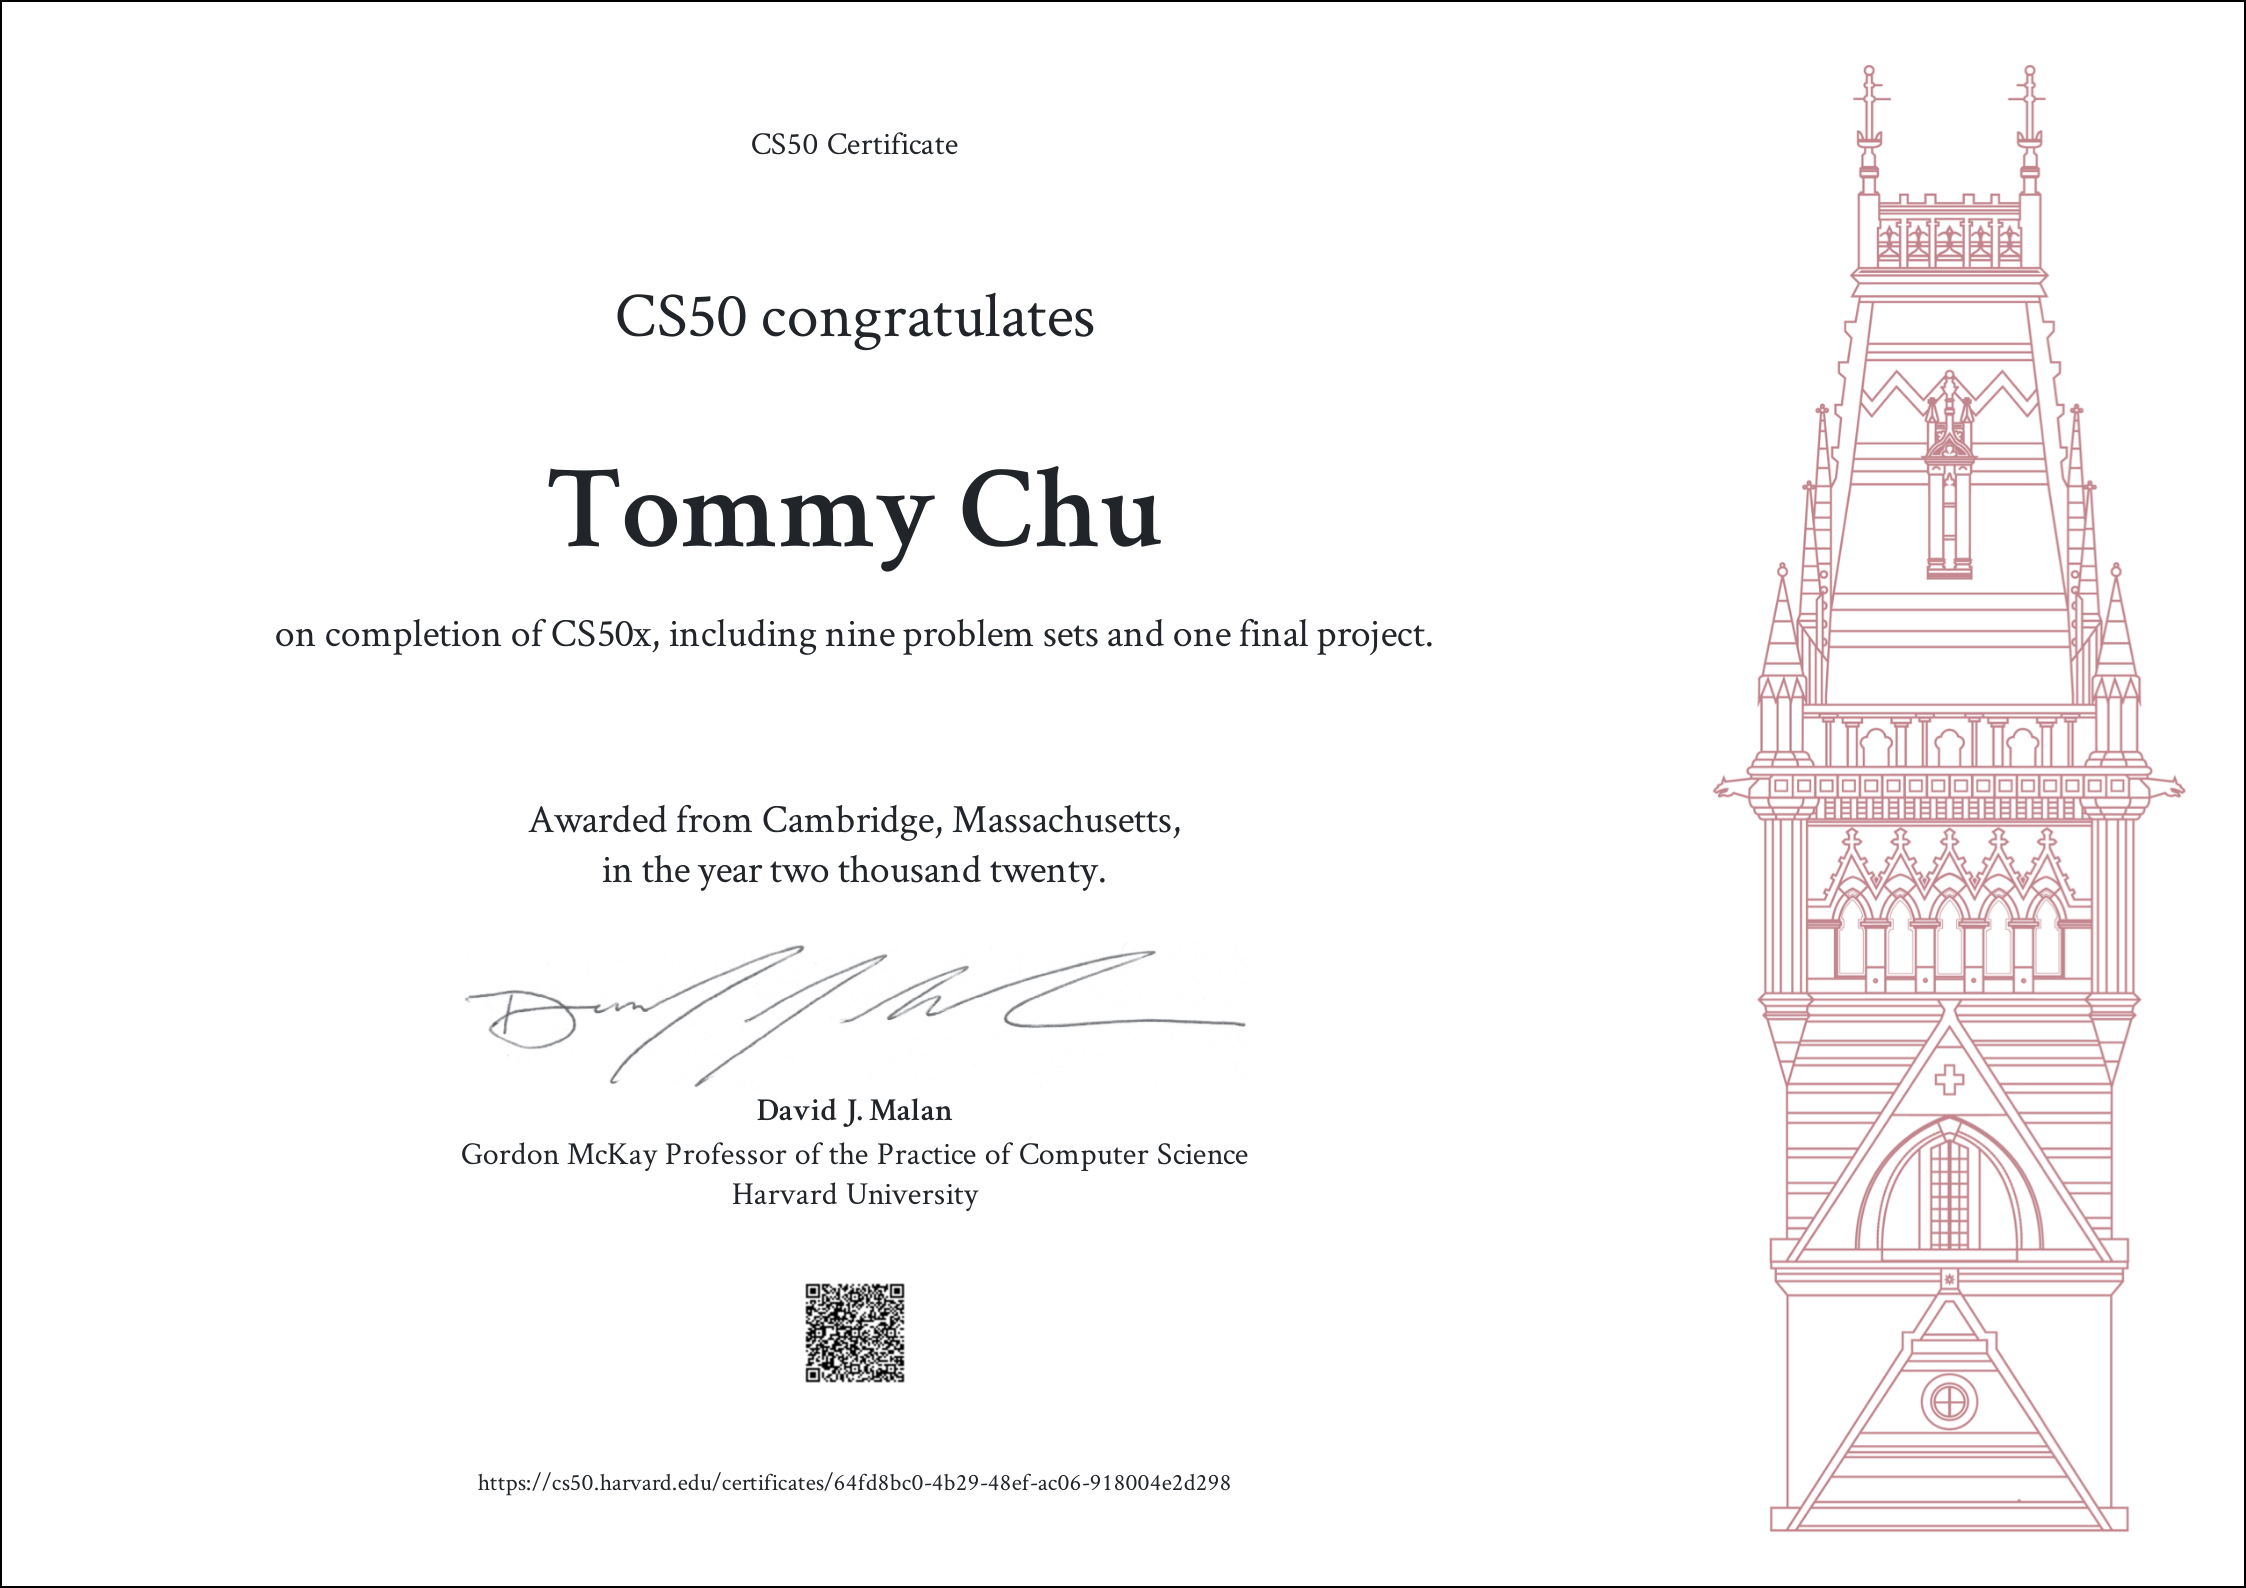 CS50 Certificate
CS50 congratulates
Tommy Chu
on completion of CS50x, including nine problem sets and one final project.
Awarded from Cambridge, Massachusetts,
in the year two thousand twenty.
David J. Malan
Gordon McKay Professor of the Practice of Computer Science
Harvard University
https://cs50.harvard.edu/certificates/64fd8bc0-4b29-48ef-ac06-918004e2d298